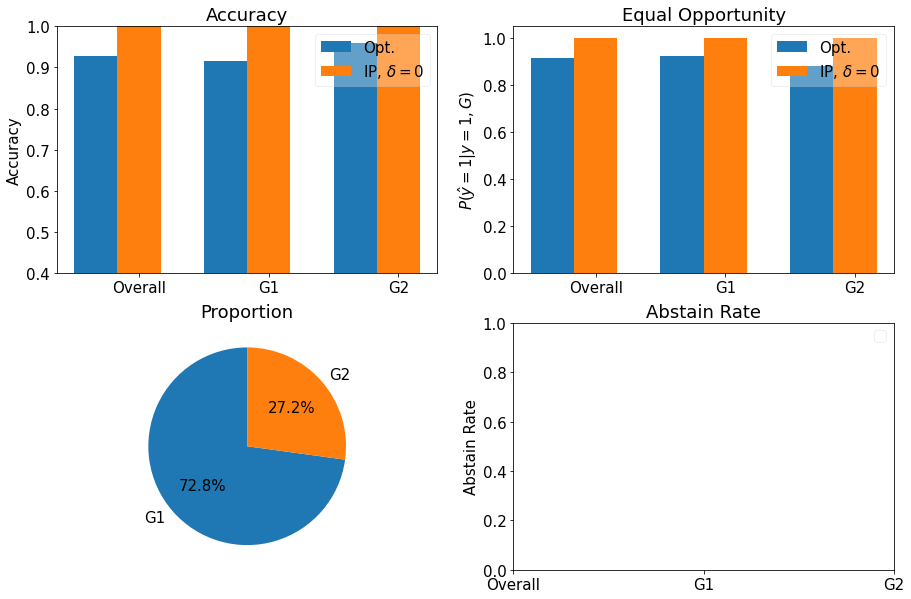 Accuracy
1.0
0.9
0.8
0.7
0.6
0.5
0.4
Accuracy
Opt.
IP, δ = 0
Overall
G1
G2
Equal Opportunity
1.0
0.8
0.6
0.4
0.2
0.0
P(ŷ = 1|y = 1, G)
Opt.
IP, δ = 0
Overall
G1
G2
Proportion
G2
27.2%
72.8%
G1
Abstain Rate
1.0
0.8
0.6
0.4
0.2
0.0
Abstain Rate
Overall
G1
G2